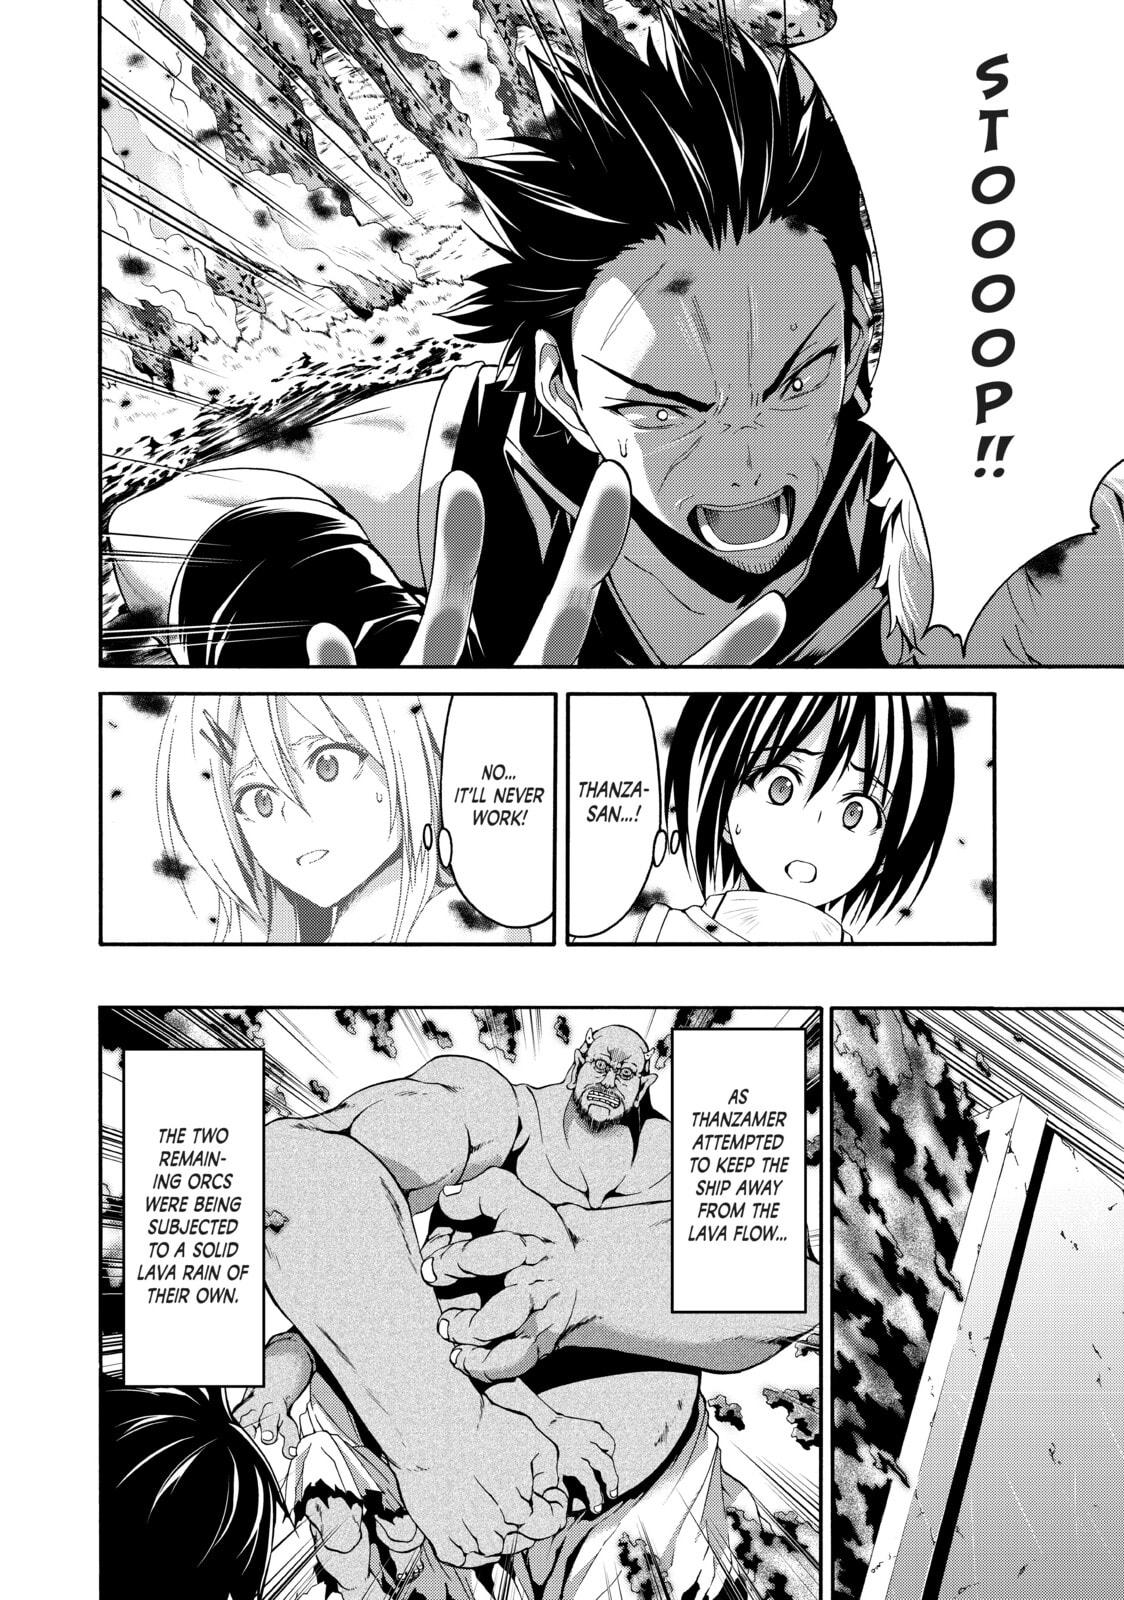 STOOOOP!!
THANZA-
SAN...!
NO...
IT'LL NEVER
WORK!
AS
THANZAMER
ATTEMPTED
TO KEEP THE
SHIP AWAY
FROM THE
LAVA FLOW...
THE TWO
REMAIN-
ING ORCS
WERE BEING
SUBJECTED
TO A SOLID
LAVA RAIN OF
THEIR OWN.